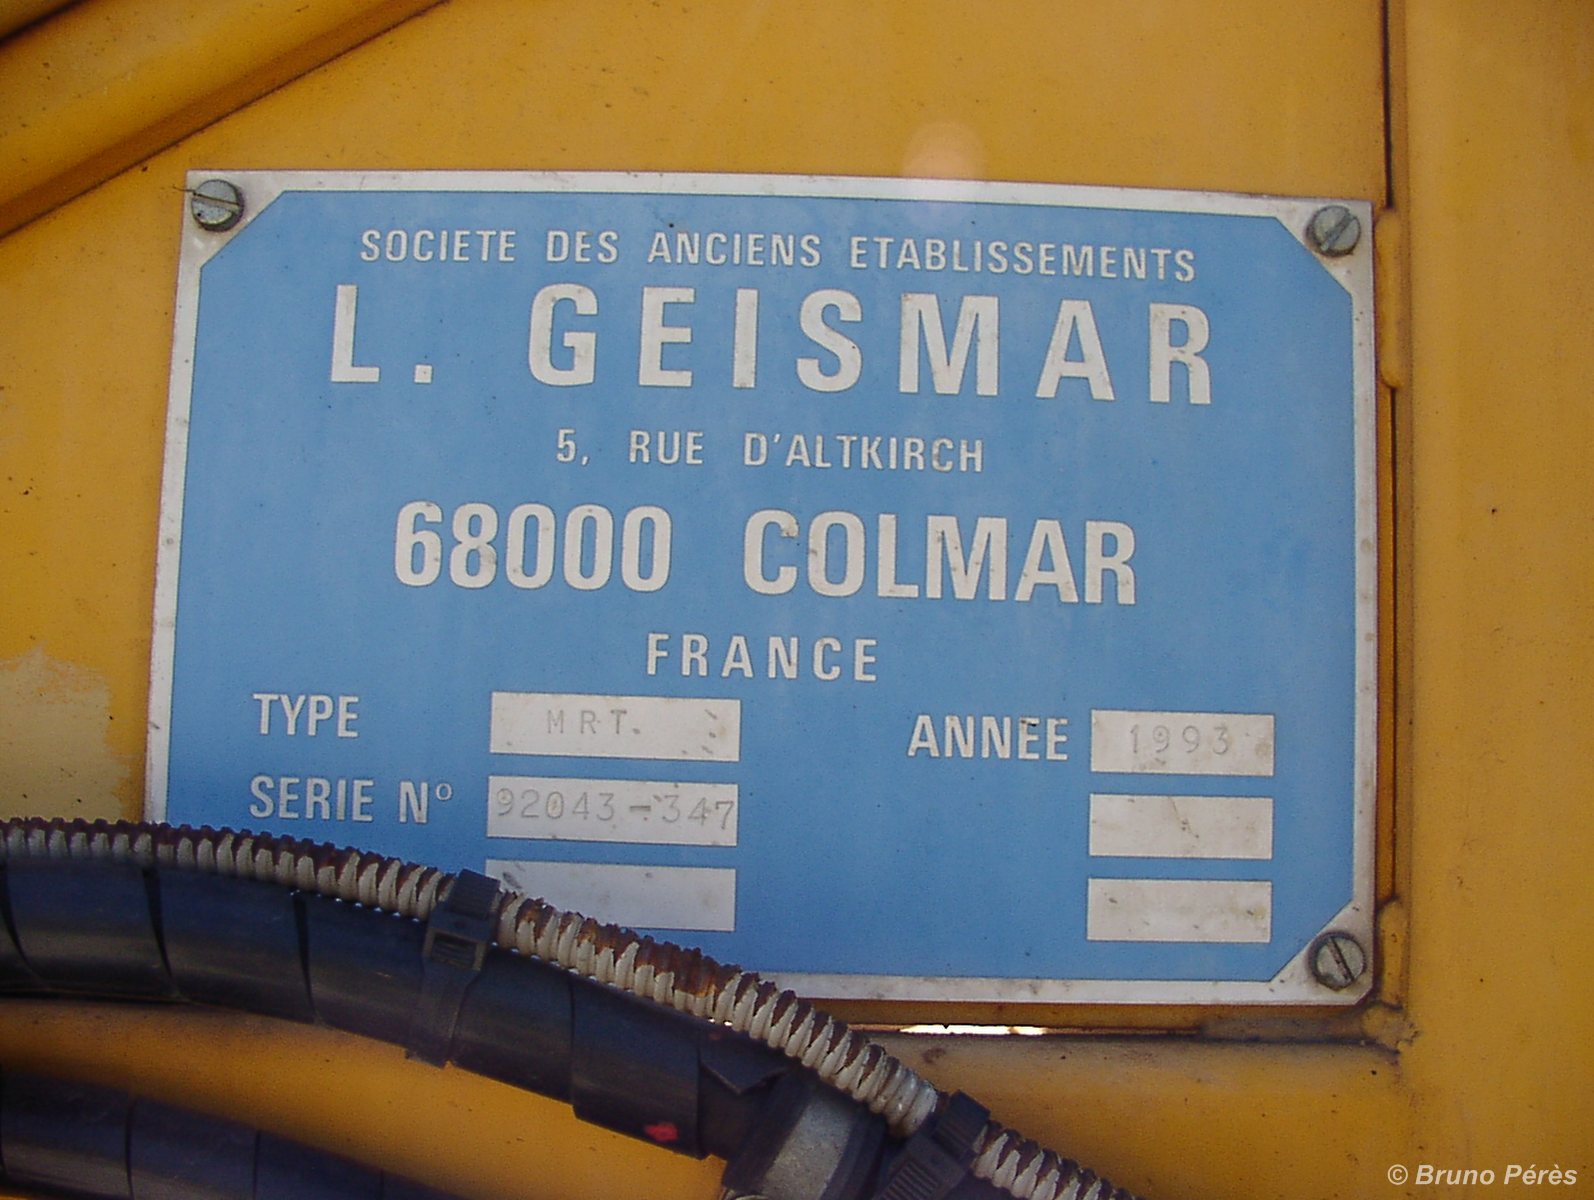 SOCIETE DES ANCIENS ETABLISSEMENTS
L. GEISMAR
5, RUE D'ALTKIRCH
68000 COLMAR
FRANCE
TYPE MRT. ANNEE 1993
SERIE N° 92043-347
© Bruno Pérès